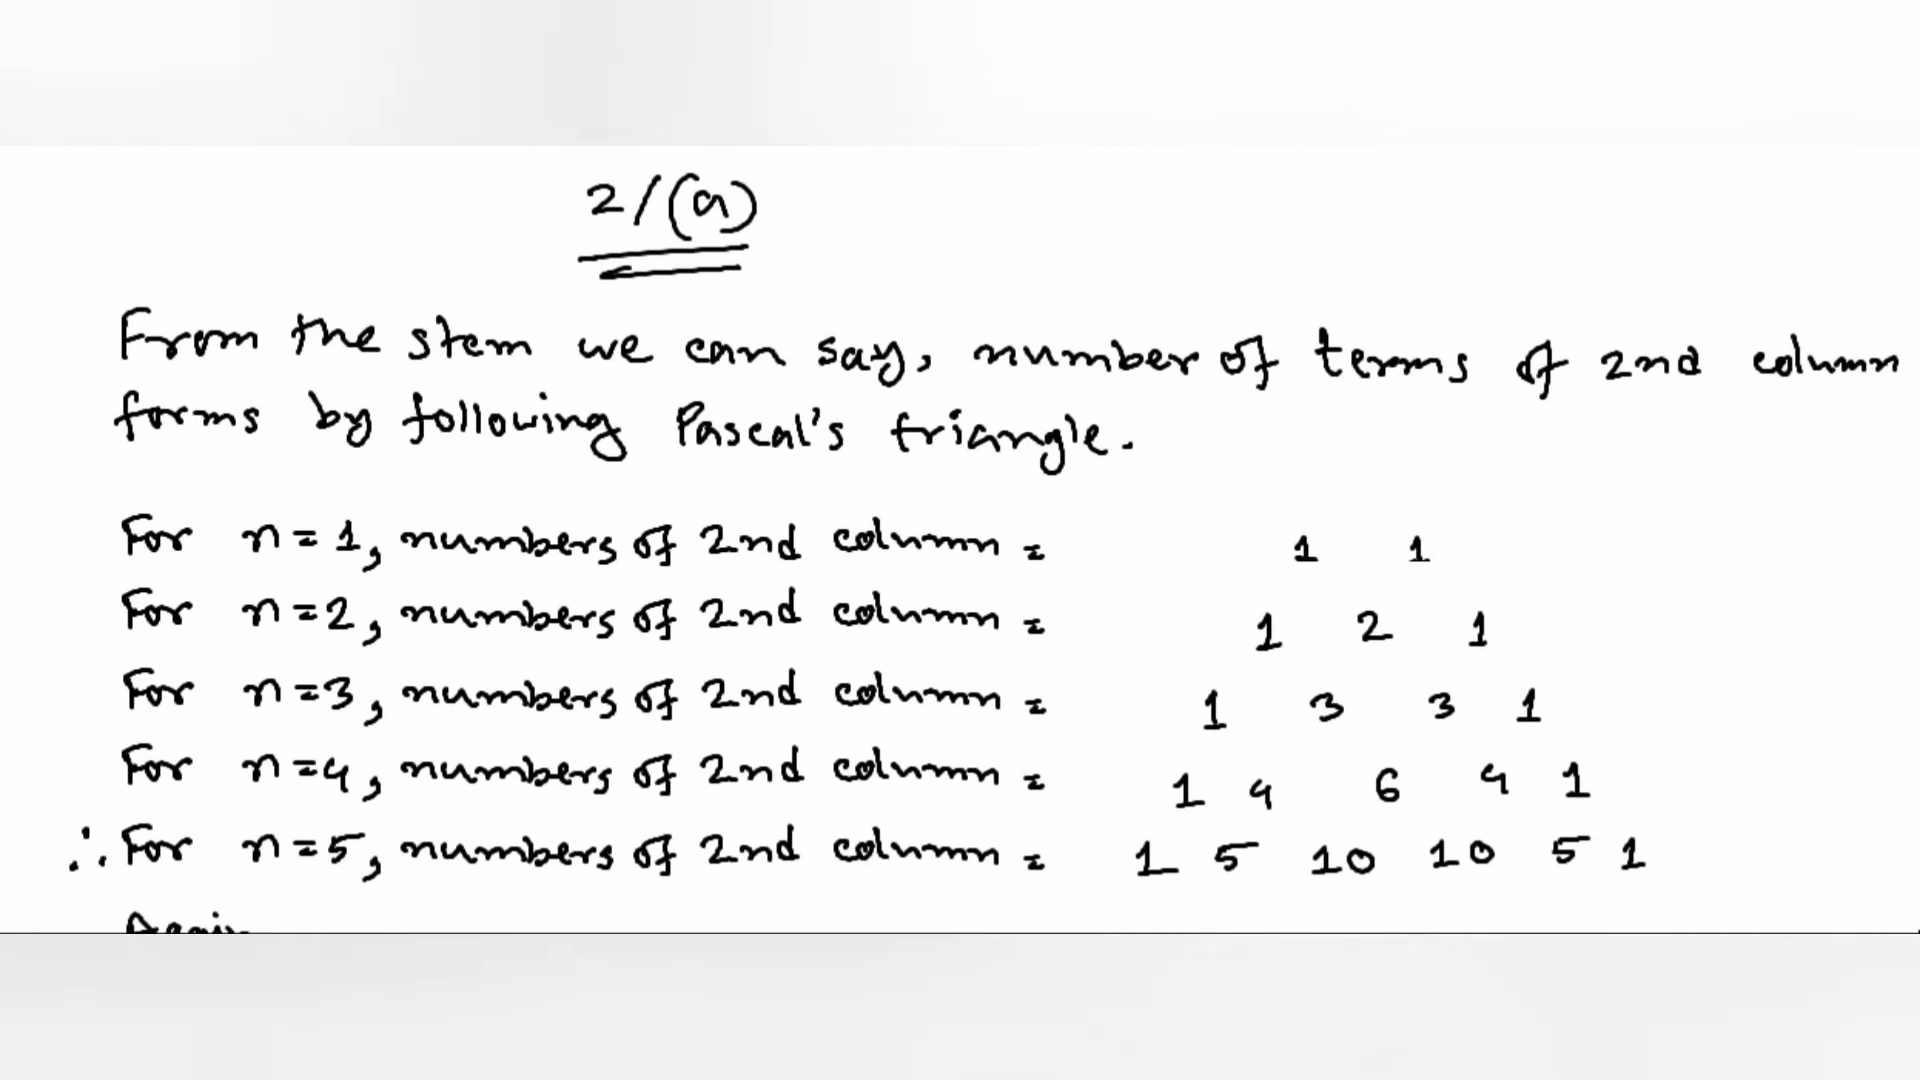 2/(a)
From the stem we can say, number of terms of 2nd column
forms by following Pascal's triangle.
For n=1, numbers of 2nd column = 1 1
For n=2, numbers of 2nd column = 1 2 1
For n=3, numbers of 2nd column = 1 3 3 1
For n=4, numbers of 2nd column = 1 4 6 4 1
∴ For n=5, numbers of 2nd column = 1 5 10 10 5 1